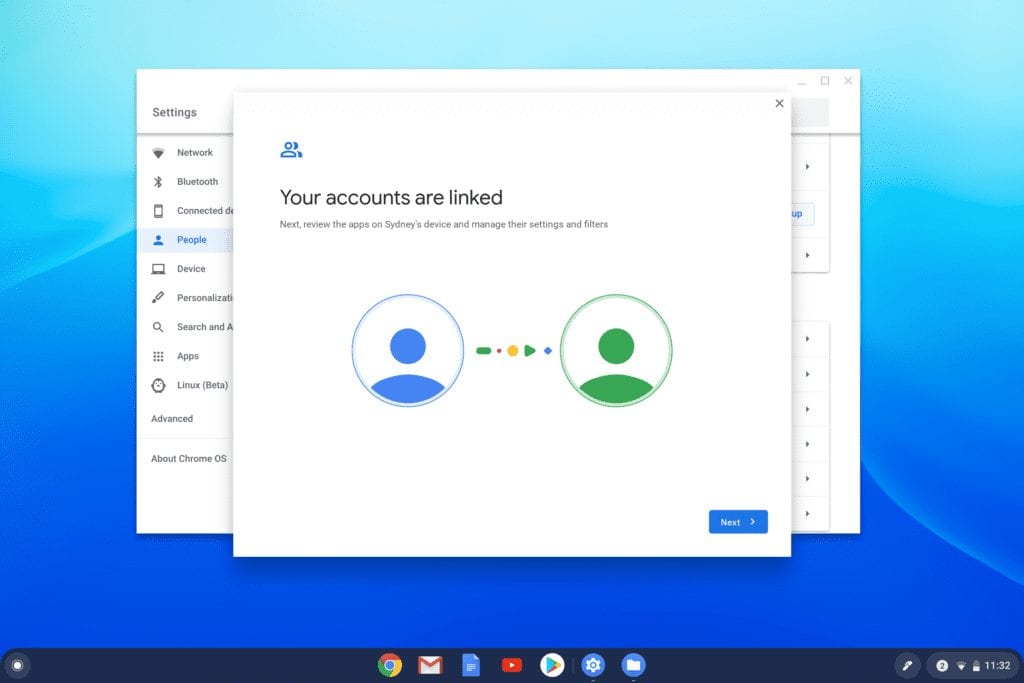 Settings
Network
Bluetooth
Connected de
People
Device
Personalizati
Search and A
Apps
Linux (Beta)
Advanced
About Chrome OS
Your accounts are linked
Next, review the apps on Sydney's device and manage their settings and filters
up
Next
2
11:32